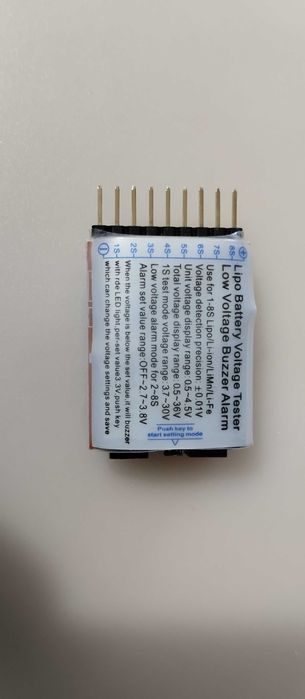 Lipo Battery Voltage Tester
Low Voltage Buzzer Alarm
Use for 1-8S Lipo/Li-ion/LiMn/Li-Fe
Voltage detection precision: ±0.01V
Unit voltage display range: 0.5~4.5V
Total voltage display range: 0.5~36V
1S test mode voltage range: 3.7~30V
Low voltage alarm mode for 2~8S
Alarm set value range: OFF~2.7~3.8V
When the voltage is below the set value,it will buzzer
with rde LED light,per-set value3.3V,push key
which can change the voltage settings and save
+
8S
7S
6S
5S
4S
3S
2S
1S
-
Push key to
start setting mode